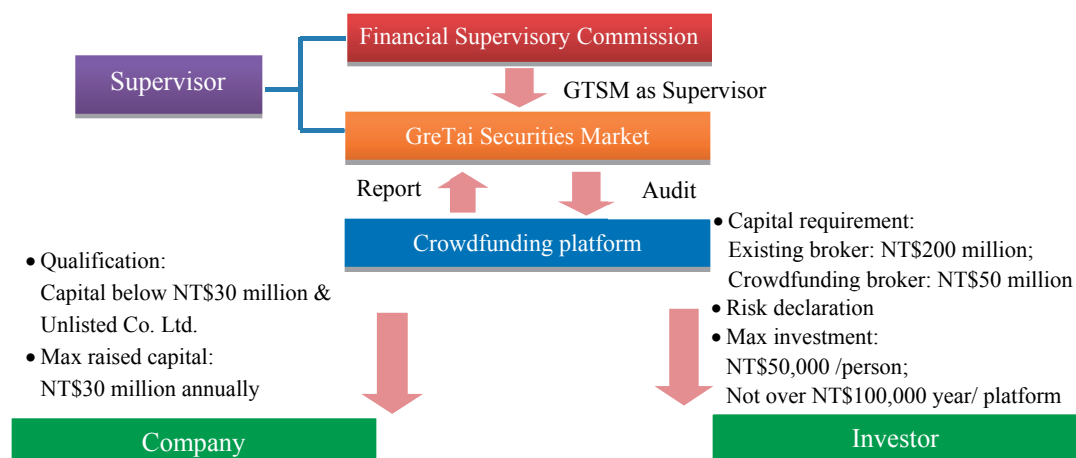 Financial Supervisory Commission
Supervisor
GTSM as Supervisor
GreTai Securities Market
Report
Audit
Crowdfunding platform
• Capital requirement:
Existing broker: NT$200 million;
Crowdfunding broker: NT$50 million
• Risk declaration
• Max investment:
NT$50,000 /person;
Not over NT$100,000 year/ platform
• Qualification:
Capital below NT$30 million &
Unlisted Co. Ltd.
• Max raised capital:
NT$30 million annually
Company
Investor